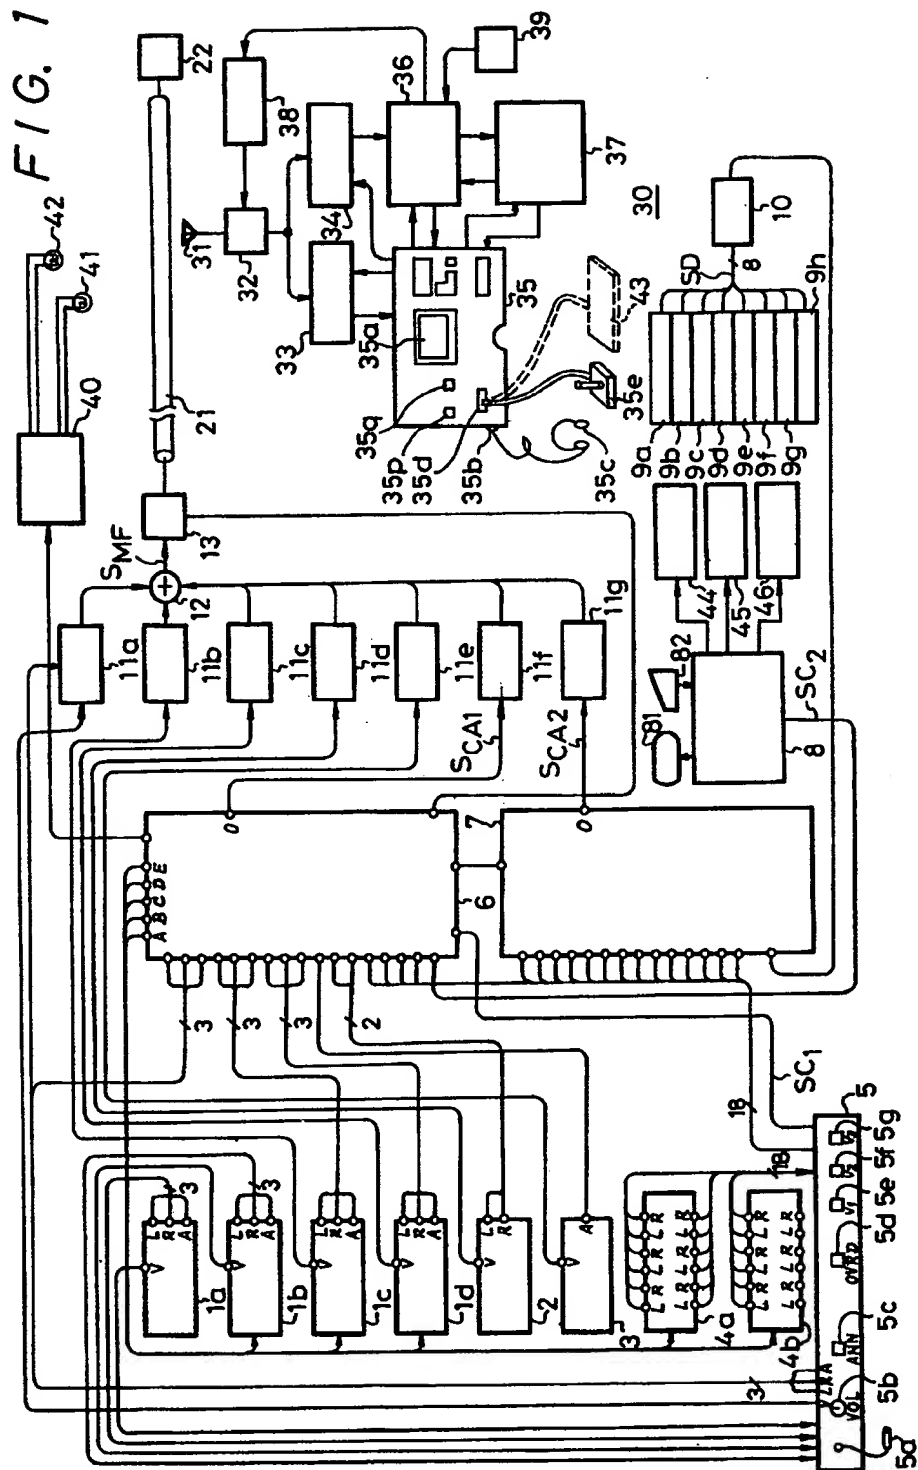 FIG. 1
42
41
40
22
21
13
SMF
12
11a
11b
11c
11d
11e
11f
11g
SCA1
SCA2
38
39
36
31
32
34
33
37
35a
35
35q
35p
35d
35b
35c
35e
43
30
10
SD
8
9a
9b
9c
9d
9e
9f
9g
9h
44
45
46
81
82
8
SC2
O
A B C D E
6
7
O
3
3
3
2
18
SC1
L
R
A
V
3
1a
L
R
A
V
3
1b
L
R
A
V
1c
L
R
A
V
1d
L
R
V
2
A
V
3
L R L R L R
L R L R L R
4a
L R L R L R
L R L R L R
4b
18
3
V L R A
VOL
ANN
OVRD
V1
V2
V2
5
5a
5b
5c
5d
5e
5f
5g